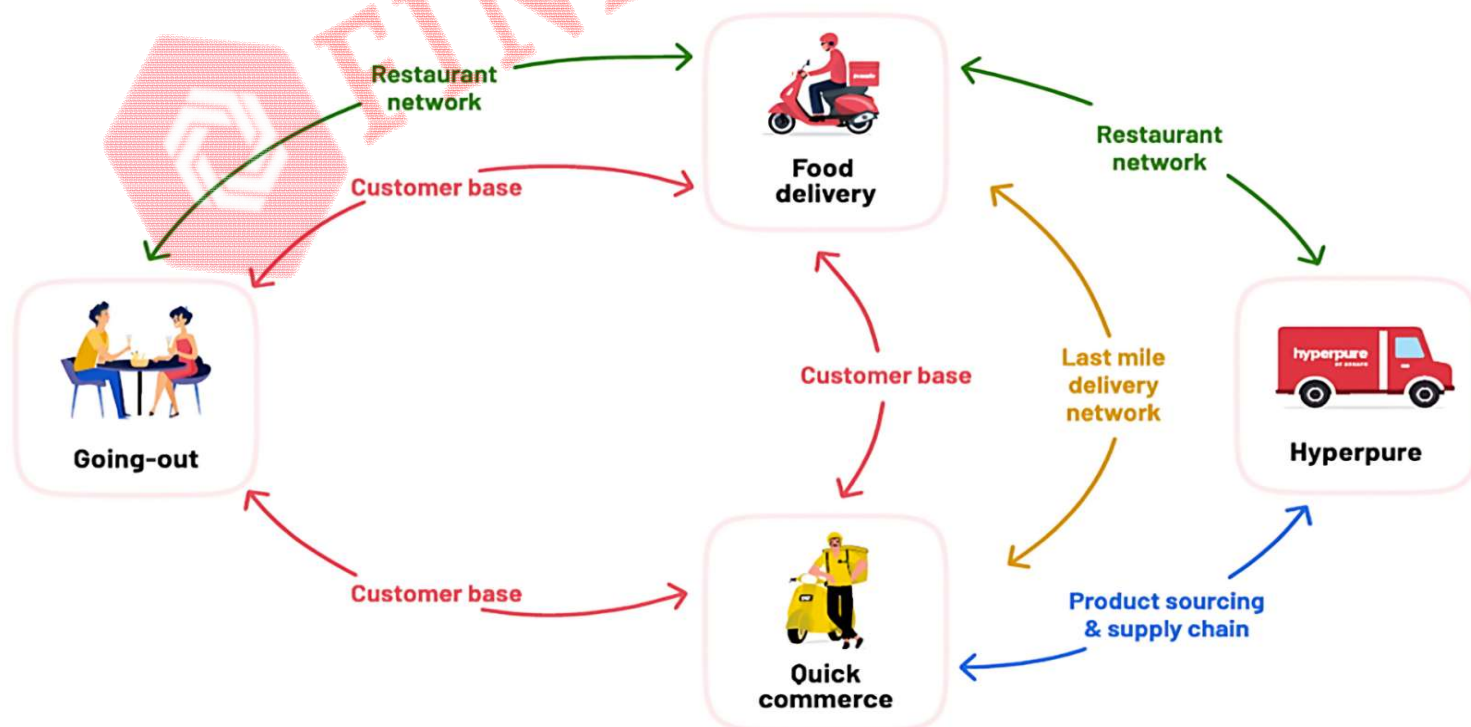 FIN
Restaurant
network
Customer base
Food
delivery
Restaurant
network
Going-out
Customer base
Last mile
delivery
network
hyperpure
Hyperpure
Customer base
Product sourcing
& supply chain
Quick
commerce